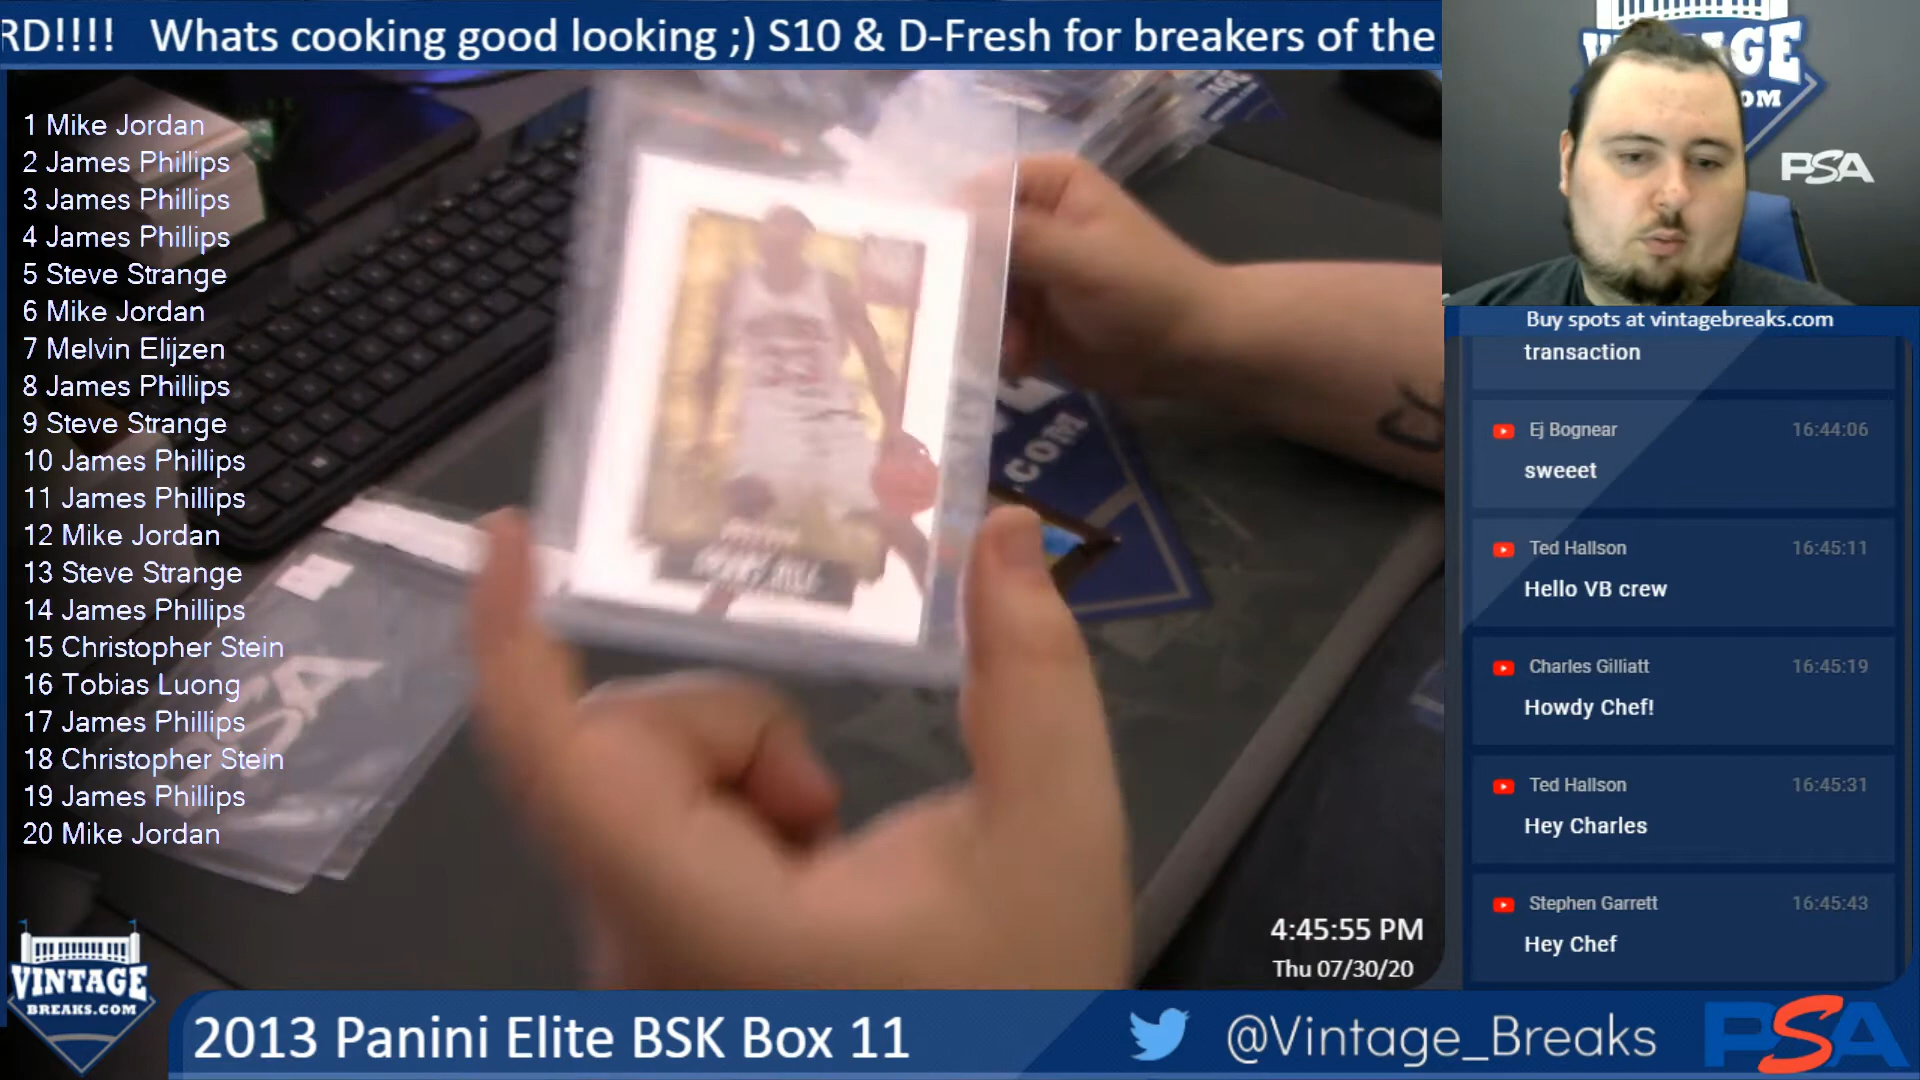 RD!!!! Whats cooking good looking ;) S10 & D-Fresh for breakers of the
1 Mike Jordan
2 James Phillips
3 James Phillips
4 James Phillips
5 Steve Strange
6 Mike Jordan
7 Melvin Elijzen
8 James Phillips
9 Steve Strange
10 James Phillips
11 James Phillips
12 Mike Jordan
13 Steve Strange
14 James Phillips
15 Christopher Stein
16 Tobias Luong
17 James Phillips
18 Christopher Stein
19 James Phillips
20 Mike Jordan
33
.COM
PSA
PSA
Buy spots at vintagebreaks.com
transaction
Ej Bognear 16:44:06
sweeet
Ted Hallson 16:45:11
Hello VB crew
Charles Gilliatt 16:45:19
Howdy Chef!
Ted Hallson 16:45:31
Hey Charles
Stephen Garrett 16:45:43
Hey Chef
4:45:55 PM
Thu 07/30/20
VINTAGE
BREAKS.COM
2013 Panini Elite BSK Box 11
@Vintage_Breaks
PSA